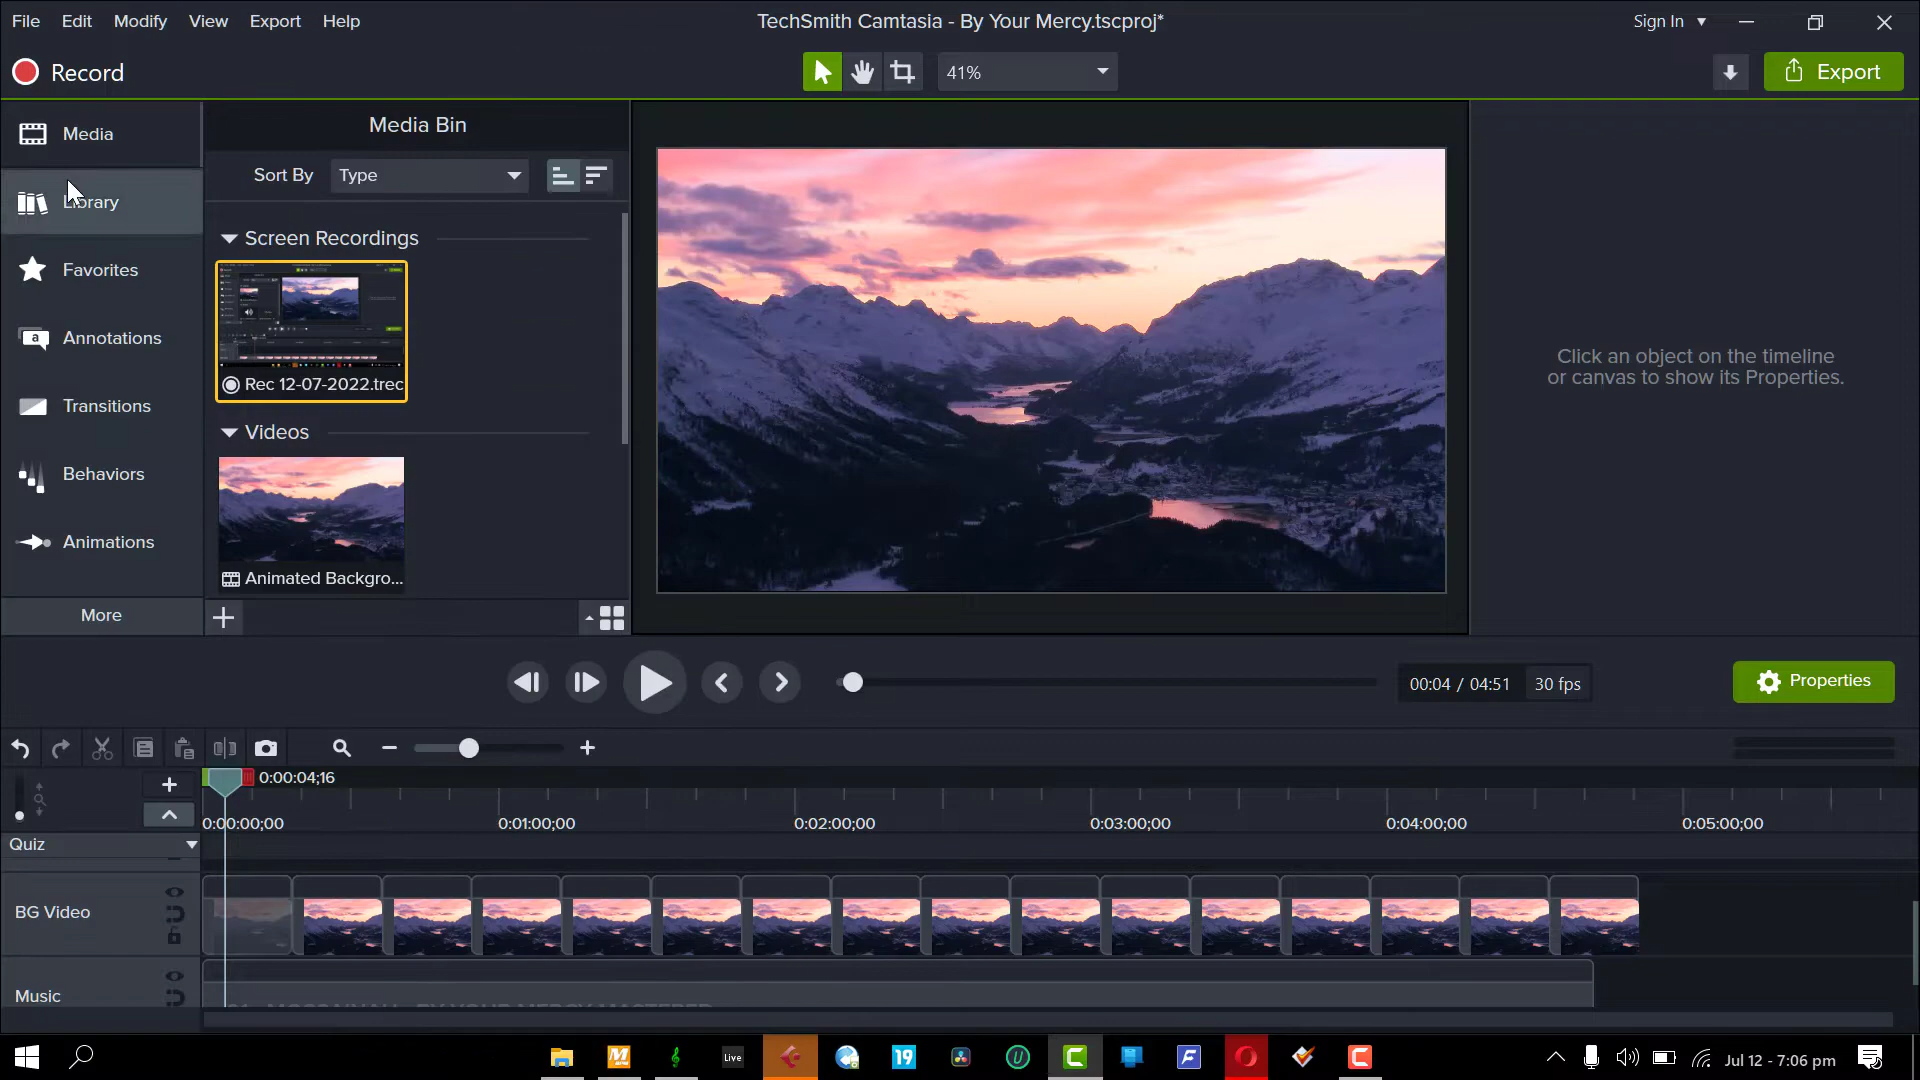 File Edit Modify View Export Help
TechSmith Camtasia - By Your Mercy.tscproj*
Sign In
Record
41%
Export
Media
Library
Favorites
Annotations
Transitions
Behaviors
Animations
More
Media Bin
Sort By Type
Screen Recordings
Rec 12-07-2022.trec
Videos
Animated Backgro...
Click an object on the timeline
or canvas to show its Properties.
00:04 / 04:51 30 fps
Properties
0:00:04;16
0:00:00;00 0:01:00;00 0:02:00;00 0:03:00;00 0:04:00;00 0:05:00;00
Quiz
BG Video
Music
Live
19
Jul 12 - 7:06 pm